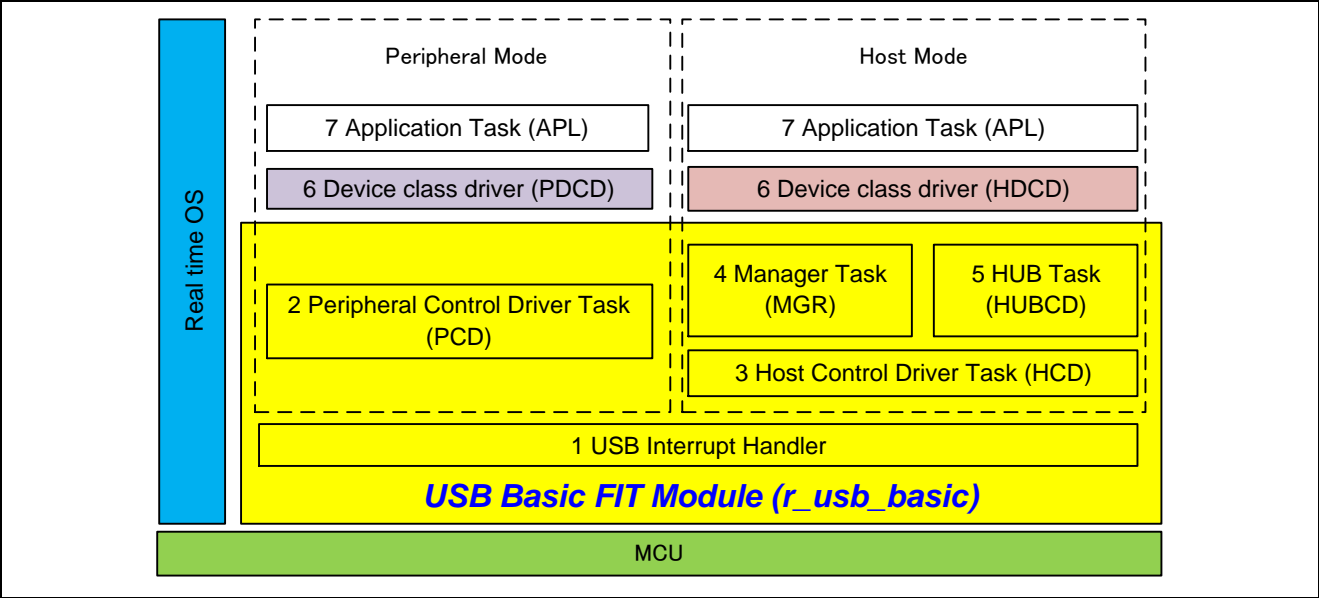 Real time OS
Peripheral Mode
7 Application Task (APL)
6 Device class driver (PDCD)
2 Peripheral Control Driver Task
(PCD)
Host Mode
7 Application Task (APL)
6 Device class driver (HDCD)
4 Manager Task
(MGR)
5 HUB Task
(HUBCD)
3 Host Control Driver Task (HCD)
1 USB Interrupt Handler
USB Basic FIT Module (r_usb_basic)
MCU